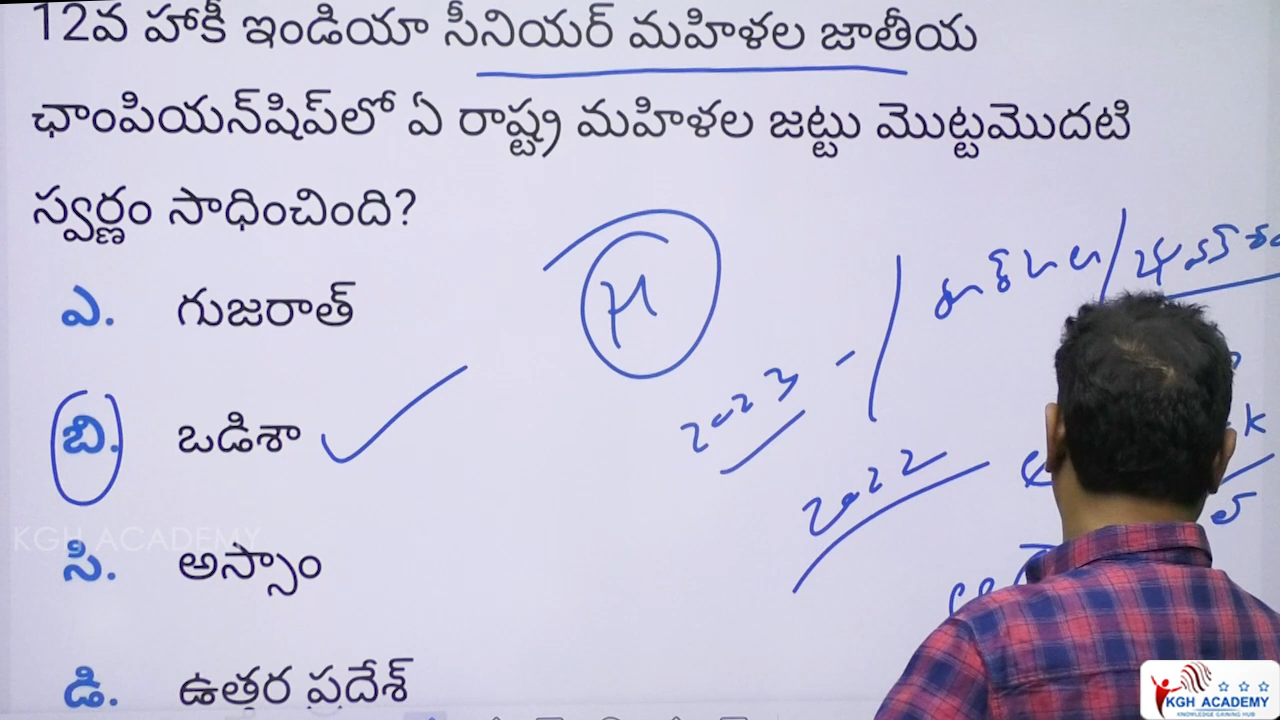 12వ హాకీ ఇండియా సీనియర్ మహిళల జాతీయ
ఛాంపియన్‌షిప్‌లో ఏ రాష్ట్ర మహిళల జట్టు మొట్టమొదటి
స్వర్ణం సాధించింది?
ఎ. గుజరాత్
బి. ఒడిశా
సి. అస్సాం
డి. ఉత్తర ప్రదేశ్
H
2023
2022
KGH ACADEMY
KGH ACADEMY
KNOWLEDGE GAINING HUB